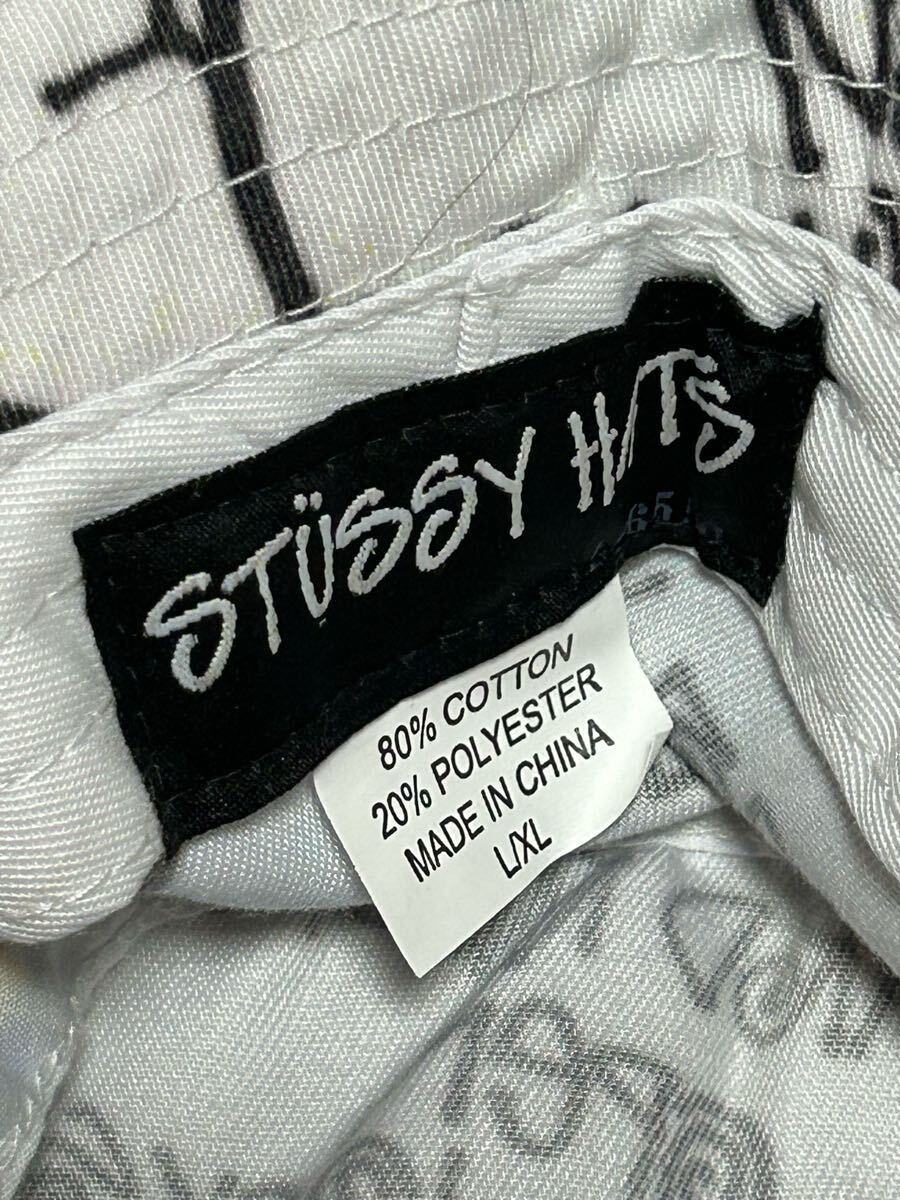 STÜSSY HATS
80% COTTON
20% POLYESTER
MADE IN CHINA
L/XL